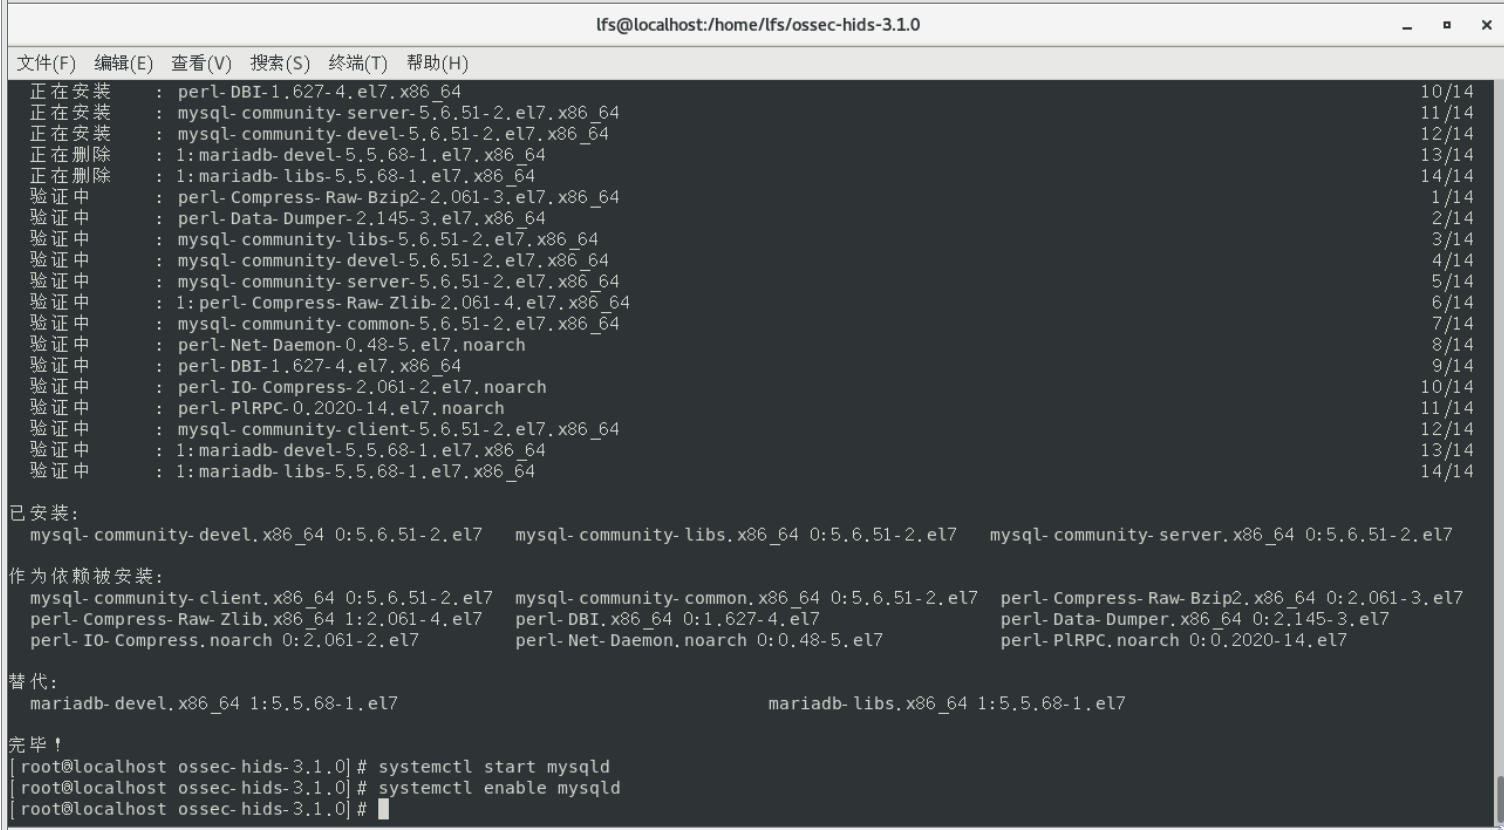 lfs@localhost:/home/lfs/ossec-hids-3.1.0
文件(F) 编辑(E) 查看(V) 搜索(S) 终端(T) 帮助(H)
正在安装 : perl-DBI-1.627-4.el7.x86_64 10/14
正在安装 : mysql-community-server-5.6.51-2.el7.x86_64 11/14
正在安装 : mysql-community-devel-5.6.51-2.el7.x86_64 12/14
正在删除 : 1:mariadb-devel-5.5.68-1.el7.x86_64 13/14
正在删除 : 1:mariadb-libs-5.5.68-1.el7.x86_64 14/14
验证中 : perl-Compress-Raw-Bzip2-2.061-3.el7.x86_64 1/14
验证中 : perl-Data-Dumper-2.145-3.el7.x86_64 2/14
验证中 : mysql-community-libs-5.6.51-2.el7.x86_64 3/14
验证中 : mysql-community-devel-5.6.51-2.el7.x86_64 4/14
验证中 : mysql-community-server-5.6.51-2.el7.x86_64 5/14
验证中 : 1:perl-Compress-Raw-Zlib-2.061-4.el7.x86_64 6/14
验证中 : mysql-community-common-5.6.51-2.el7.x86_64 7/14
验证中 : perl-Net-Daemon-0.48-5.el7.noarch 8/14
验证中 : perl-DBI-1.627-4.el7.x86_64 9/14
验证中 : perl-IO-Compress-2.061-2.el7.noarch 10/14
验证中 : perl-PlRPC-0.2020-14.el7.noarch 11/14
验证中 : mysql-community-client-5.6.51-2.el7.x86_64 12/14
验证中 : 1:mariadb-devel-5.5.68-1.el7.x86_64 13/14
验证中 : 1:mariadb-libs-5.5.68-1.el7.x86_64 14/14
已安装:
mysql-community-devel.x86_64 0:5.6.51-2.el7 mysql-community-libs.x86_64 0:5.6.51-2.el7 mysql-community-server.x86_64 0:5.6.51-2.el7
作为依赖被安装:
mysql-community-client.x86_64 0:5.6.51-2.el7 mysql-community-common.x86_64 0:5.6.51-2.el7 perl-Compress-Raw-Bzip2.x86_64 0:2.061-3.el7
perl-Compress-Raw-Zlib.x86_64 1:2.061-4.el7 perl-DBI.x86_64 0:1.627-4.el7 perl-Data-Dumper.x86_64 0:2.145-3.el7
perl-IO-Compress.noarch 0:2.061-2.el7 perl-Net-Daemon.noarch 0:0.48-5.el7 perl-PlRPC.noarch 0:0.2020-14.el7
替代:
mariadb-devel.x86_64 1:5.5.68-1.el7 mariadb-libs.x86_64 1:5.5.68-1.el7
完毕！
[root@localhost ossec-hids-3.1.0]# systemctl start mysqld
[root@localhost ossec-hids-3.1.0]# systemctl enable mysqld
[root@localhost ossec-hids-3.1.0]#